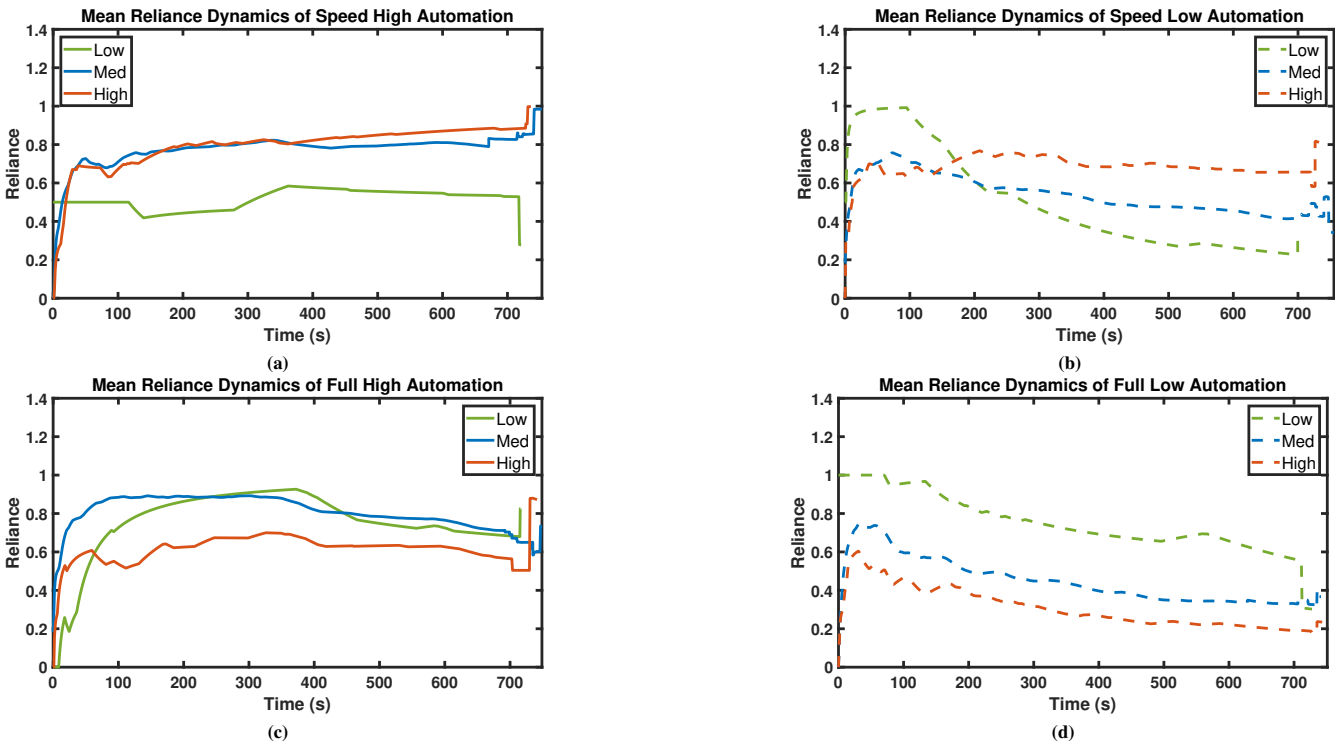 Mean Reliance Dynamics of Speed High Automation
1.4
1.2
1
0.8
0.6
0.4
0.2
0
Reliance
Low
Med
High
0 100 200 300 400 500 600 700
Time (s)
(a)
Mean Reliance Dynamics of Speed Low Automation
1.4
1.2
1
0.8
0.6
0.4
0.2
0
Reliance
Low
Med
High
0 100 200 300 400 500 600 700
Time (s)
(b)
Mean Reliance Dynamics of Full High Automation
1.4
1.2
1
0.8
0.6
0.4
0.2
0
Reliance
Low
Med
High
0 100 200 300 400 500 600 700
Time (s)
(c)
Mean Reliance Dynamics of Full Low Automation
1.4
1.2
1
0.8
0.6
0.4
0.2
0
Reliance
Low
Med
High
0 100 200 300 400 500 600 700
Time (s)
(d)